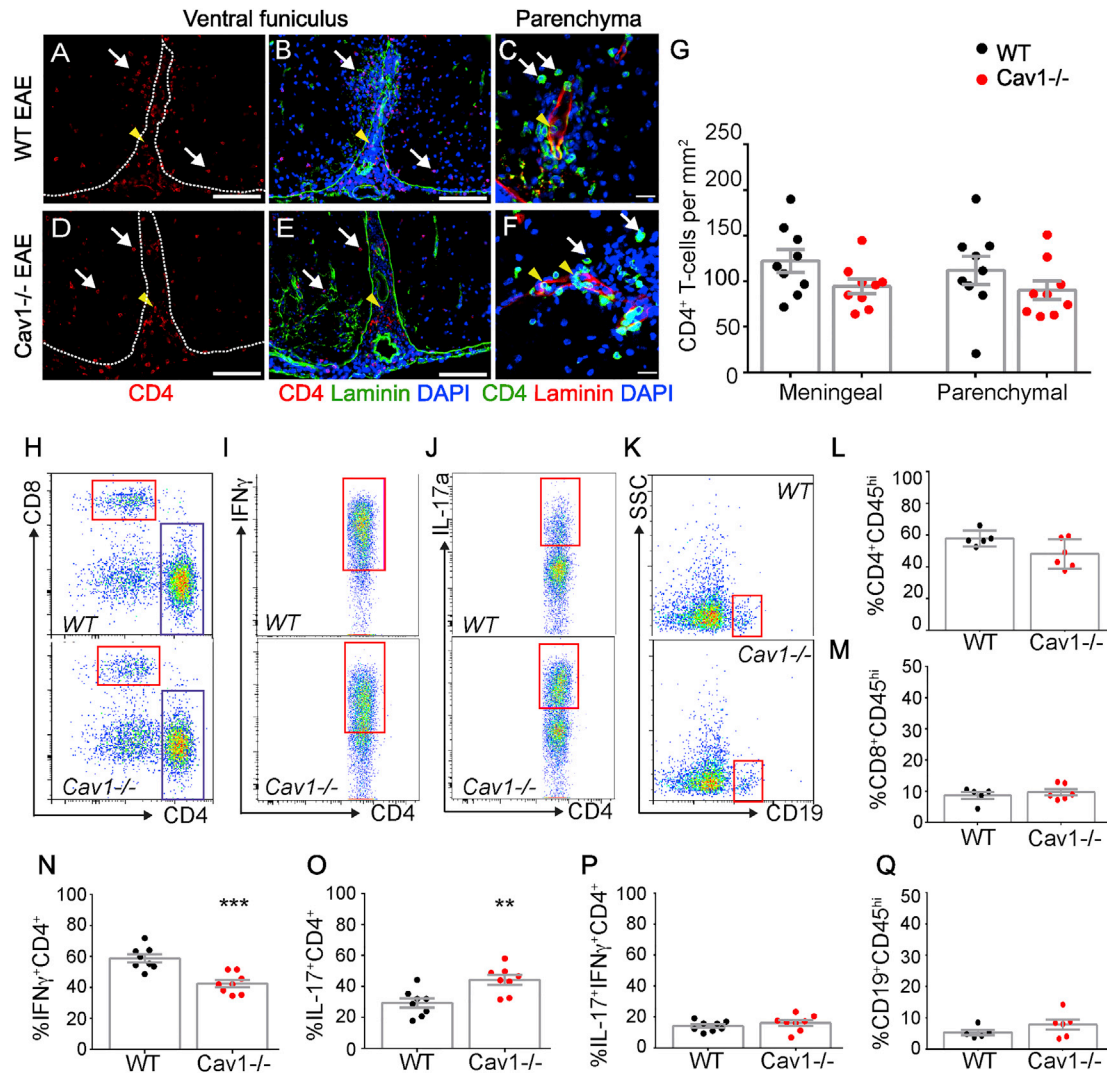 Ventral funiculus
Parenchyma
WT EAE
A
B
C
Cav1-/- EAE
D
E
F
CD4
CD4 Laminin DAPI
CD4 Laminin DAPI
G
WT
Cav1-/-
CD4⁺ T-cells per mm²
250
200
150
100
50
0
Meningeal
Parenchymal
H
CD8
WT
Cav1-/-
CD4
I
IFNγ
WT
Cav1-/-
CD4
J
IL-17a
WT
Cav1-/-
CD4
K
SSC
WT
Cav1-/-
CD19
L
%CD4⁺CD45ʰⁱ
100
80
60
40
20
0
WT
Cav1-/-
M
%CD8⁺CD45ʰⁱ
50
40
30
20
10
0
WT
Cav1-/-
N
%IFNγ⁺CD4⁺
100
80
60
40
20
0
***
WT
Cav1-/-
O
%IL-17⁺CD4⁺
100
80
60
40
20
0
**
WT
Cav1-/-
P
%IL-17⁺IFNγ⁺CD4⁺
100
80
60
40
20
0
WT
Cav1-/-
Q
%CD19⁺CD45ʰⁱ
50
40
30
20
10
0
WT
Cav1-/-